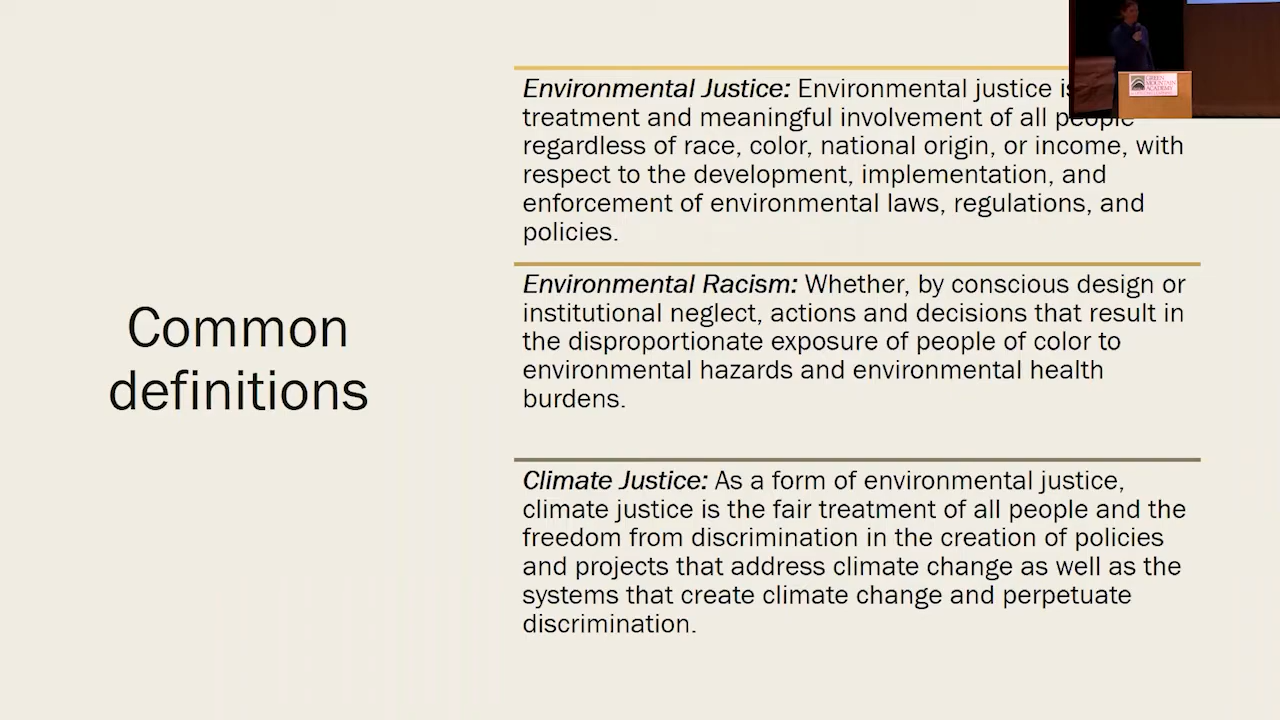 Common
definitions
Environmental Justice: Environmental justice is
treatment and meaningful involvement of all people
regardless of race, color, national origin, or income, with
respect to the development, implementation, and
enforcement of environmental laws, regulations, and
policies.
Environmental Racism: Whether, by conscious design or
institutional neglect, actions and decisions that result in
the disproportionate exposure of people of color to
environmental hazards and environmental health
burdens.
Climate Justice: As a form of environmental justice,
climate justice is the fair treatment of all people and the
freedom from discrimination in the creation of policies
and projects that address climate change as well as the
systems that create climate change and perpetuate
discrimination.
GREEN
MOUNTAIN
ACADEMY